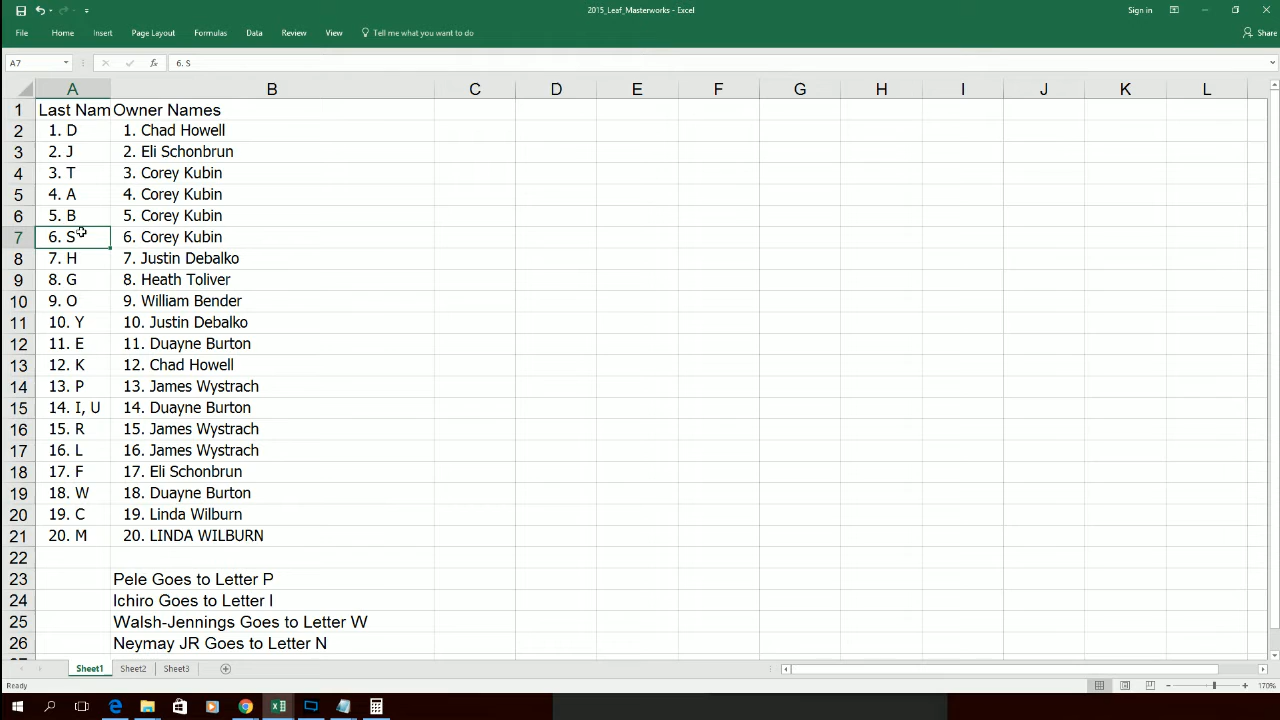 2015_Leaf_Masterworks - Excel Sign in
File Home Insert Page Layout Formulas Data Review View Tell me what you want to do Share
A7 fx 6. S
A B C D E F G H I J K L
1 Last Nam Owner Names
2 1. D 1. Chad Howell
3 2. J 2. Eli Schonbrun
4 3. T 3. Corey Kubin
5 4. A 4. Corey Kubin
6 5. B 5. Corey Kubin
7 6. S 6. Corey Kubin
8 7. H 7. Justin Debalko
9 8. G 8. Heath Toliver
10 9. O 9. William Bender
11 10. Y 10. Justin Debalko
12 11. E 11. Duayne Burton
13 12. K 12. Chad Howell
14 13. P 13. James Wystrach
15 14. I, U 14. Duayne Burton
16 15. R 15. James Wystrach
17 16. L 16. James Wystrach
18 17. F 17. Eli Schonbrun
19 18. W 18. Duayne Burton
20 19. C 19. Linda Wilburn
21 20. M 20. LINDA WILBURN
22
23 Pele Goes to Letter P
24 Ichiro Goes to Letter I
25 Walsh-Jennings Goes to Letter W
26 Neymay JR Goes to Letter N
Sheet1 Sheet2 Sheet3
Ready 170%